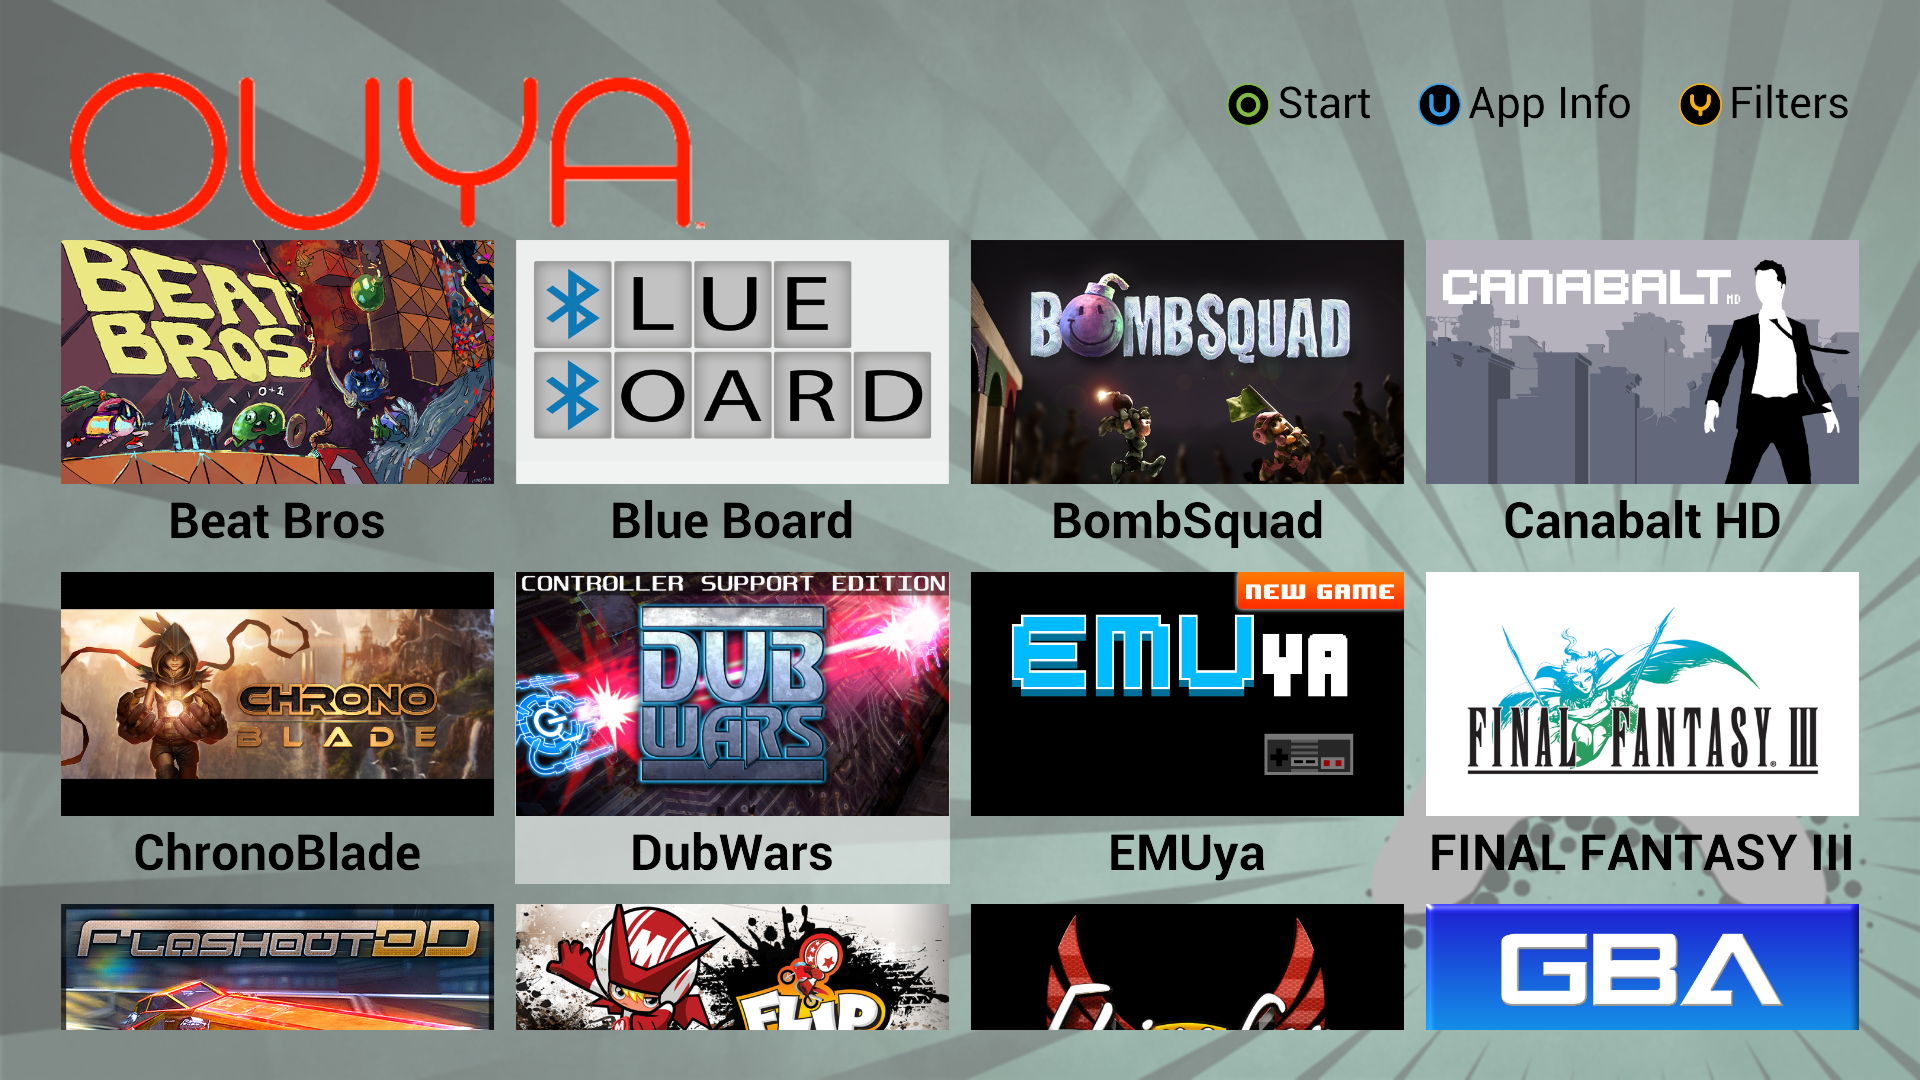 OUYA
Start
App Info
Filters
BEAT BROS
0+1
LUE
OARD
BOMBSQUAD
CANABALT HD
Beat Bros
Blue Board
BombSquad
Canabalt HD
CHRONO
BLADE
CONTROLLER SUPPORT EDITION
DUB
WARS
NEW GAME
EMUYA
FINAL FANTASY. III
ChronoBlade
DubWars
EMUya
FINAL FANTASY III
FLASHOUT 3D
M
FLIP
GBA